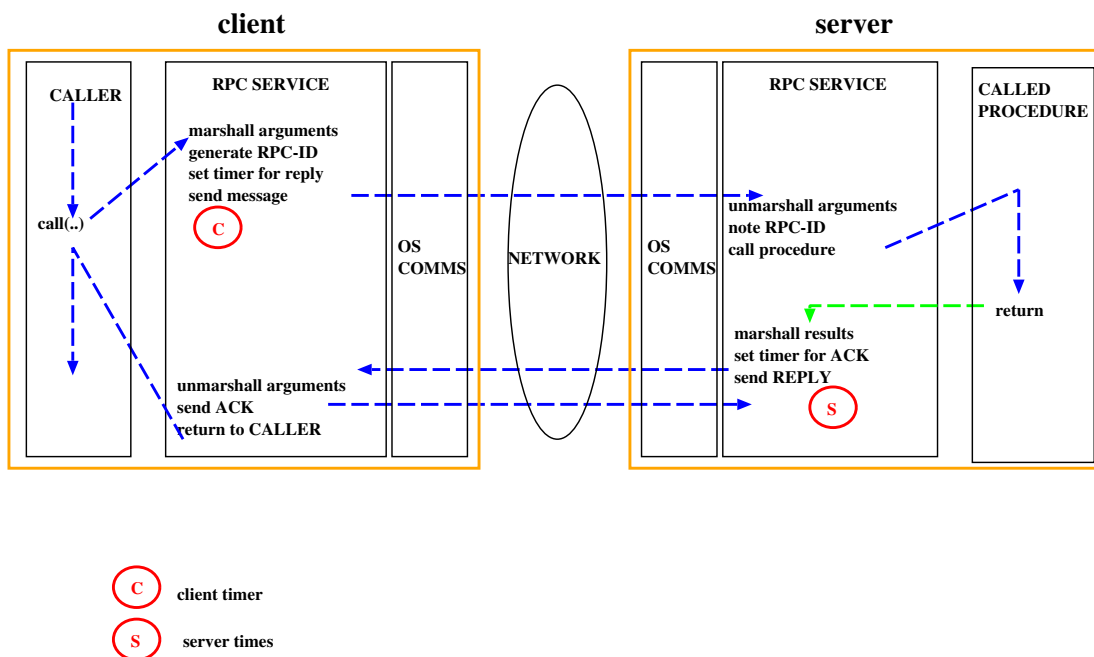 client
server
CALLER
RPC SERVICE
marshall arguments
generate RPC-ID
set timer for reply
send message
C
call(..)
unmarshall arguments
send ACK
return to CALLER
OS
COMMS
NETWORK
OS
COMMS
RPC SERVICE
unmarshall arguments
note RPC-ID
call procedure
marshall results
set timer for ACK
send REPLY
S
CALLED
PROCEDURE
return
C
client timer
S
server times